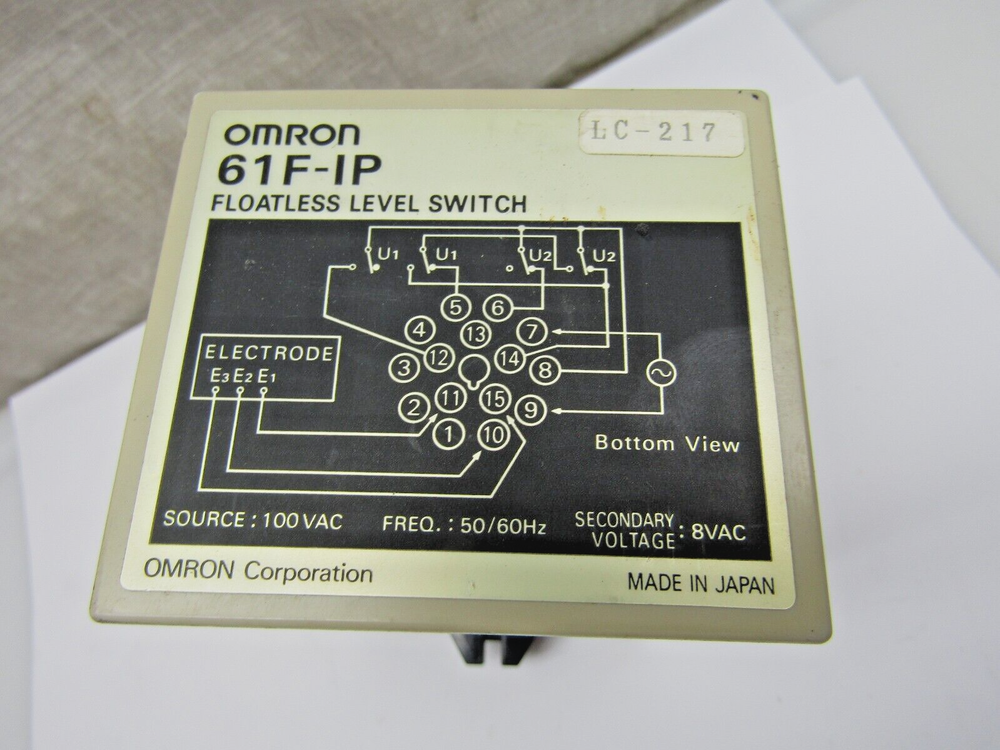 OMRON
LC-217
61F-IP
FLOATLESS LEVEL SWITCH
U1 U1 U2 U2
5 6
4 13 7
12 14
3 8
ELECTRODE
E3 E2 E1
11 15
2 9
1 10
Bottom View
SOURCE : 100 VAC FREQ. : 50/60Hz SECONDARY VOLTAGE : 8VAC
OMRON Corporation MADE IN JAPAN